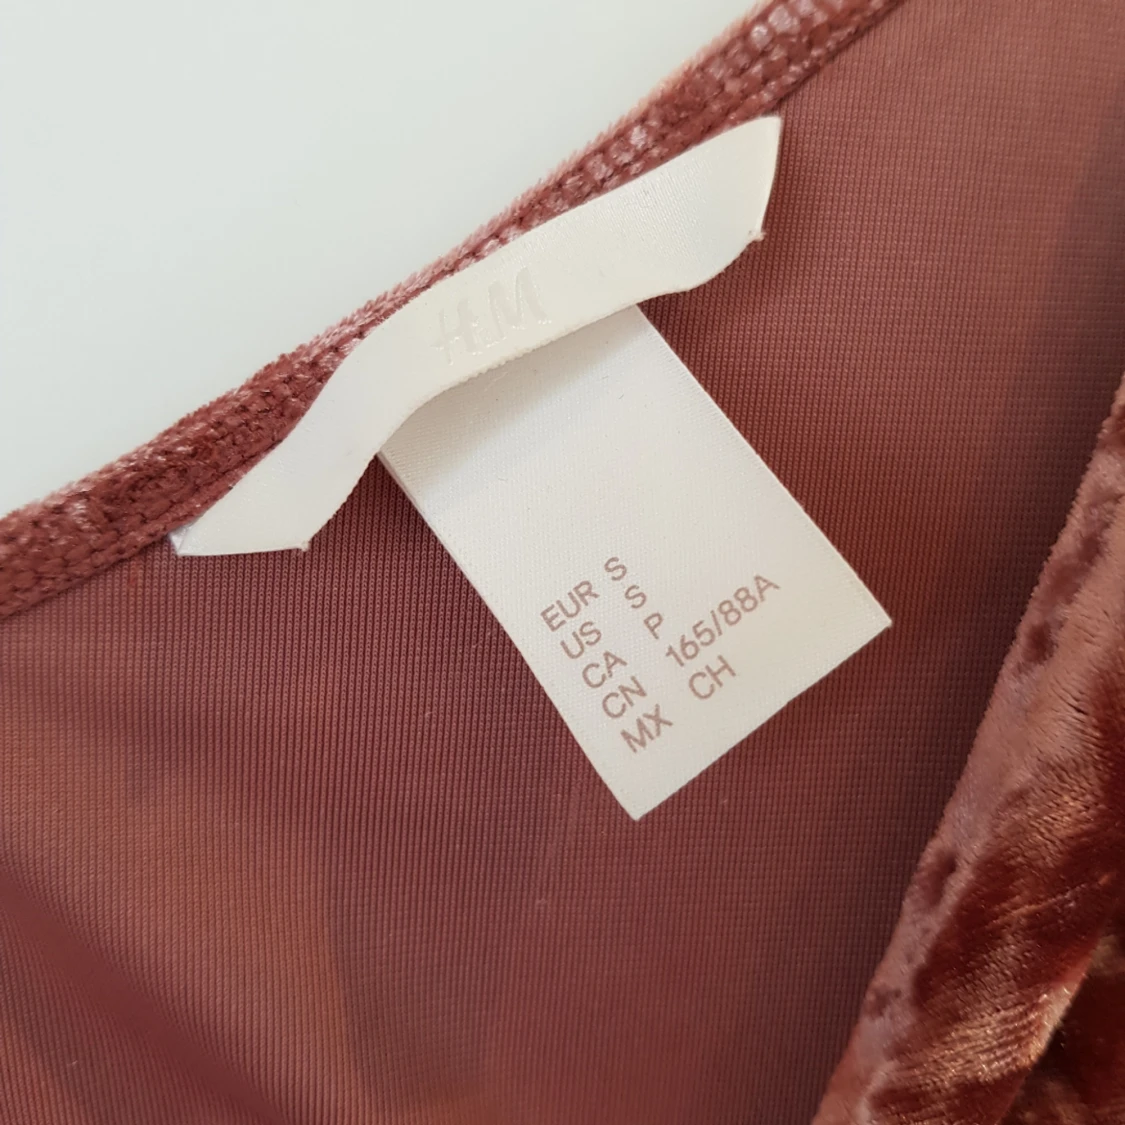 H&M
EUR S
US S
CA P
CN 165/88A
MX CH